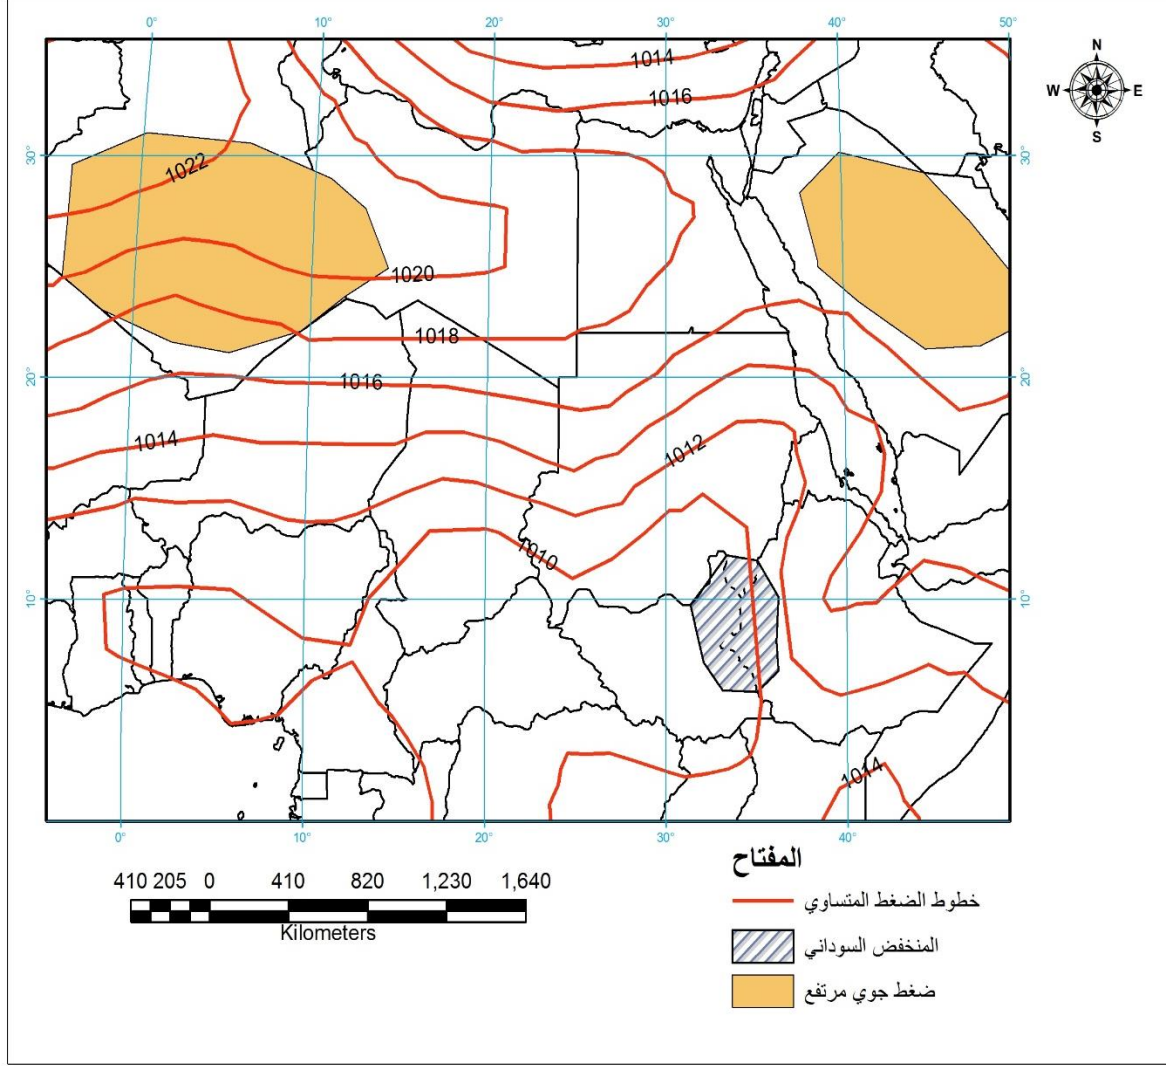 0° 10° 20° 30° 40° 50°
N
W E
S
1014
1016
30° 30°
1022
1020
1018
20° 20°
1016
1014
1012
1010
10° 10°
1014
0° 10° 20° 30° 40°
المفتاح
خطوط الضغط المتساوي
المنخفض السوداني
ضغط جوي مرتفع
410 205 0 410 820 1,230 1,640
Kilometers